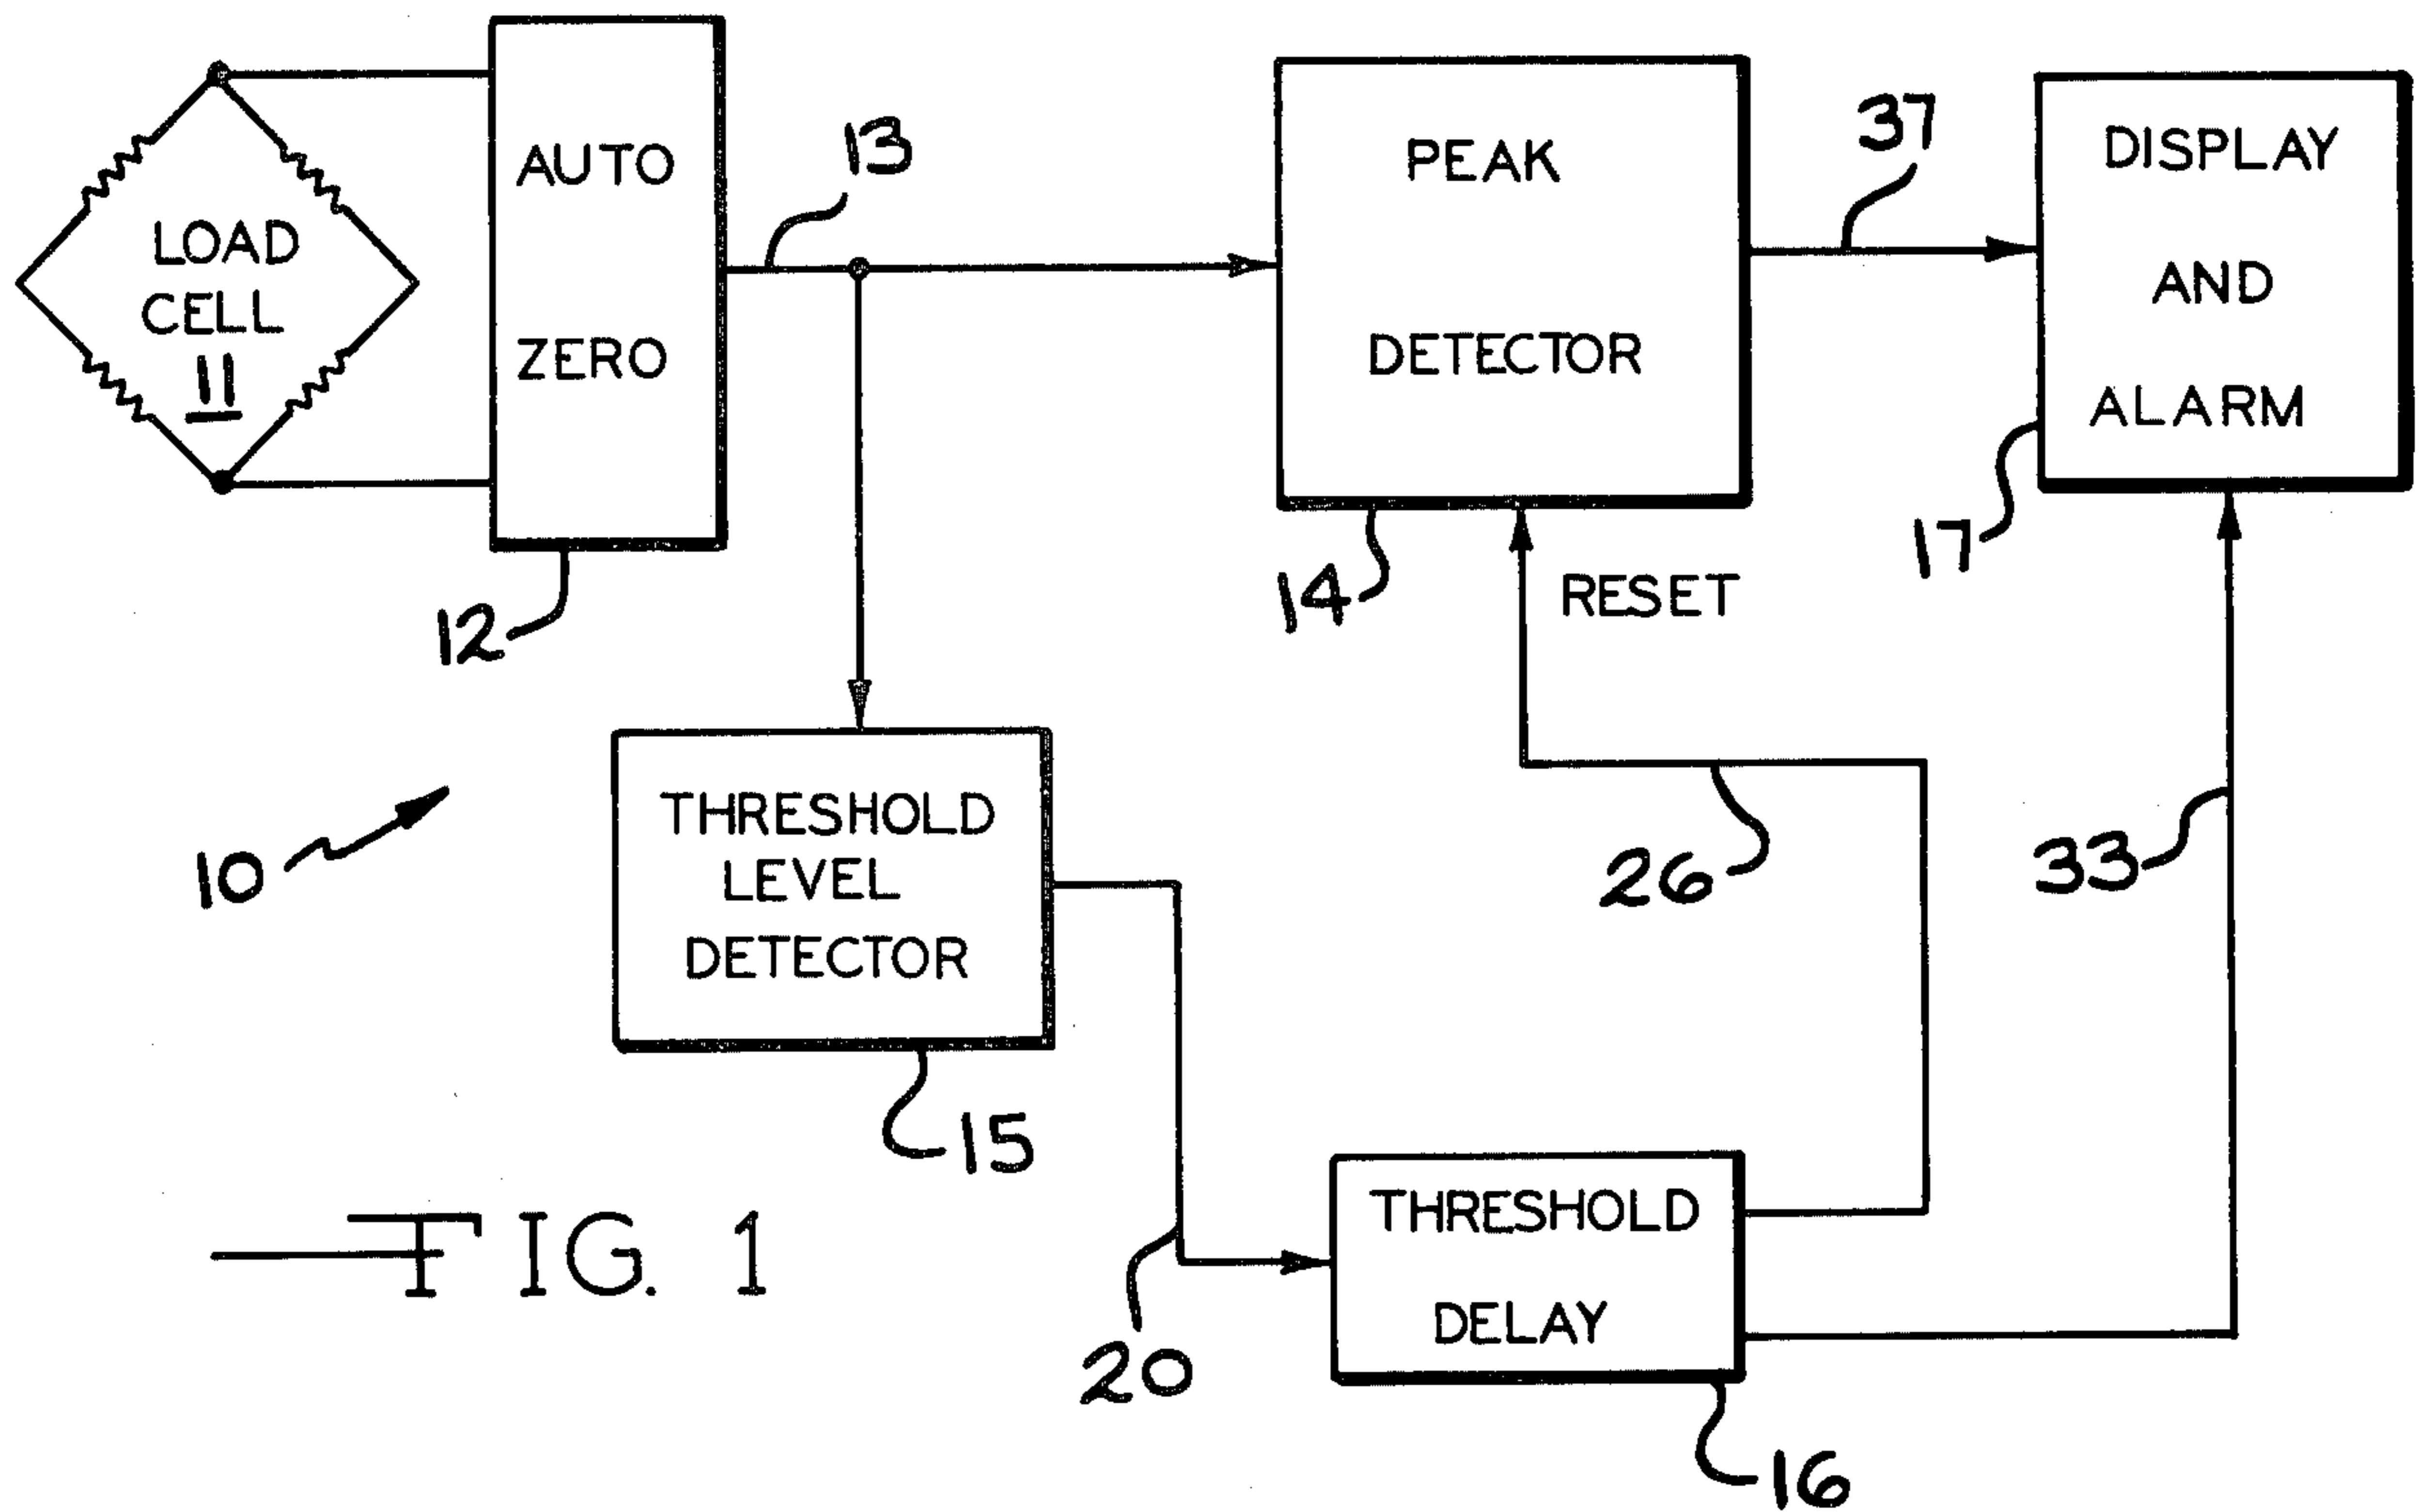 LOAD
CELL
11
AUTO
ZERO
12
13
PEAK
DETECTOR
14
37
DISPLAY
AND
ALARM
17
RESET
10
THRESHOLD
LEVEL
DETECTOR
15
26
33
20
THRESHOLD
DELAY
16
FIG. 1